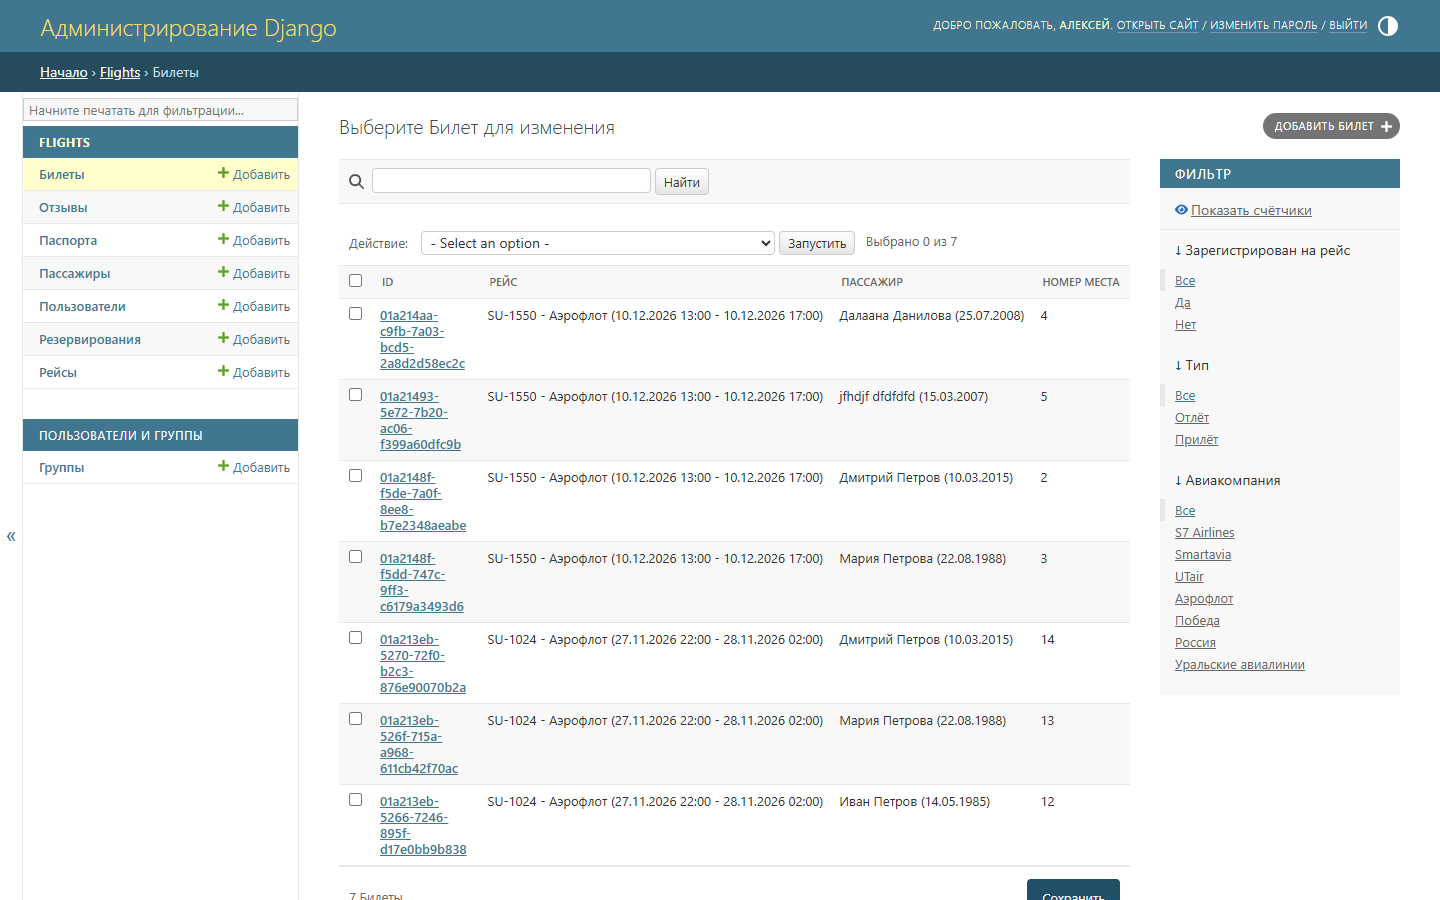 Администрирование Django
ДОБРО ПОЖАЛОВАТЬ, АЛЕКСЕЙ. ОТКРЫТЬ САЙТ / ИЗМЕНИТЬ ПАРОЛЬ / ВЫЙТИ
Начало › Flights › Билеты
Начните печатать для фильтрации...
FLIGHTS
Билеты Добавить
Отзывы Добавить
Паспорта Добавить
Пассажиры Добавить
Пользователи Добавить
Резервирования Добавить
Рейсы Добавить
ПОЛЬЗОВАТЕЛИ И ГРУППЫ
Группы Добавить
«
Выберите Билет для изменения
ДОБАВИТЬ БИЛЕТ
Найти
Действие: - Select an option - Запустить Выбрано 0 из 7
ID РЕЙС ПАССАЖИР НОМЕР МЕСТА
01a214aa-
c9fb-7a03-
bcd5-
2a8d2d58ec2c
SU-1550 - Аэрофлот (10.12.2026 13:00 - 10.12.2026 17:00) Далаана Данилова (25.07.2008) 4
01a21493-
5e72-7b20-
ac06-
f399a60dfc9b
SU-1550 - Аэрофлот (10.12.2026 13:00 - 10.12.2026 17:00) jfhdjf dfdfdfd (15.03.2007) 5
01a2148f-
f5de-7a0f-
8ee8-
b7e2348aeabe
SU-1550 - Аэрофлот (10.12.2026 13:00 - 10.12.2026 17:00) Дмитрий Петров (10.03.2015) 2
01a2148f-
f5dd-747c-
9ff3-
c6179a3493d6
SU-1550 - Аэрофлот (10.12.2026 13:00 - 10.12.2026 17:00) Мария Петрова (22.08.1988) 3
01a213eb-
5270-72f0-
b2c3-
876e90070b2a
SU-1024 - Аэрофлот (27.11.2026 22:00 - 28.11.2026 02:00) Дмитрий Петров (10.03.2015) 14
01a213eb-
526f-715a-
a968-
611cb42f70ac
SU-1024 - Аэрофлот (27.11.2026 22:00 - 28.11.2026 02:00) Мария Петрова (22.08.1988) 13
01a213eb-
5266-7246-
895f-
d17e0bb9b838
SU-1024 - Аэрофлот (27.11.2026 22:00 - 28.11.2026 02:00) Иван Петров (14.05.1985) 12
7 Билеты
Сохранить
ФИЛЬТР
Показать счётчики
↓ Зарегистрирован на рейс
Все
Да
Нет
↓ Тип
Все
Отлёт
Прилёт
↓ Авиакомпания
Все
S7 Airlines
Smartavia
UTair
Аэрофлот
Победа
Россия
Уральские авиалинии